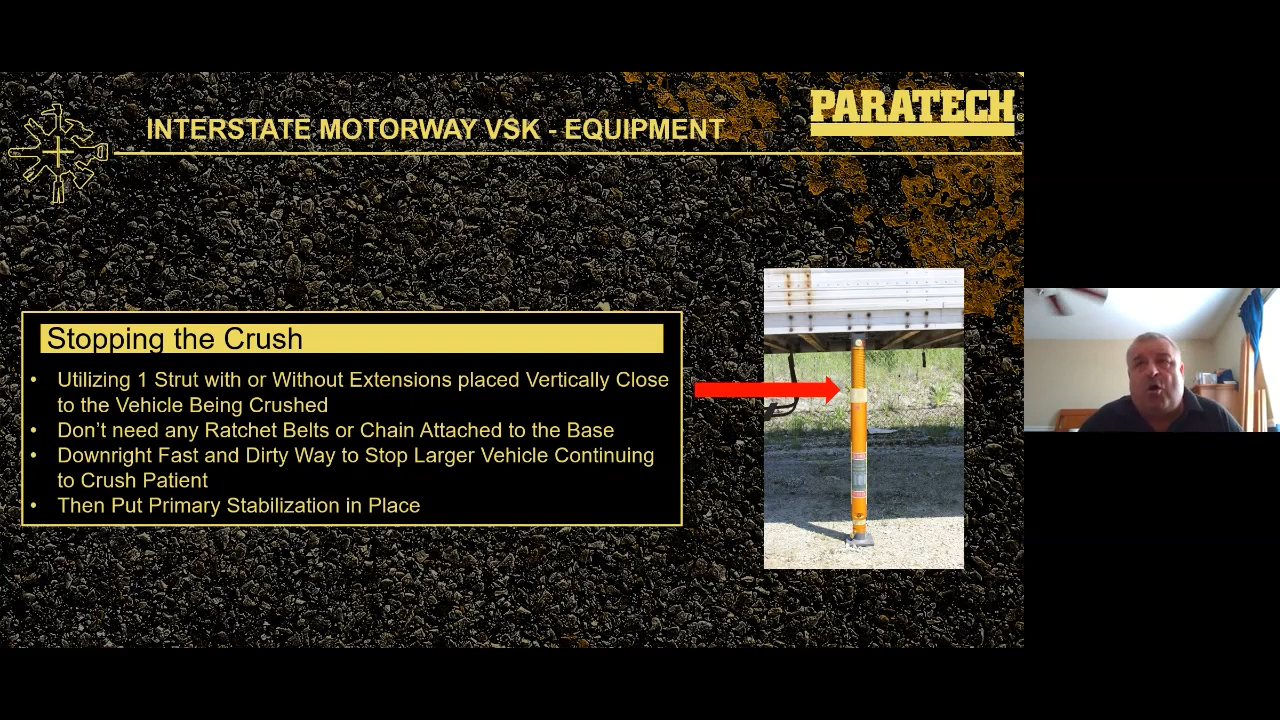 PARATECH®
INTERSTATE MOTORWAY VSK - EQUIPMENT
Stopping the Crush
• Utilizing 1 Strut with or Without Extensions placed Vertically Close
to the Vehicle Being Crushed
• Don't need any Ratchet Belts or Chain Attached to the Base
• Downright Fast and Dirty Way to Stop Larger Vehicle Continuing
to Crush Patient
• Then Put Primary Stabilization in Place